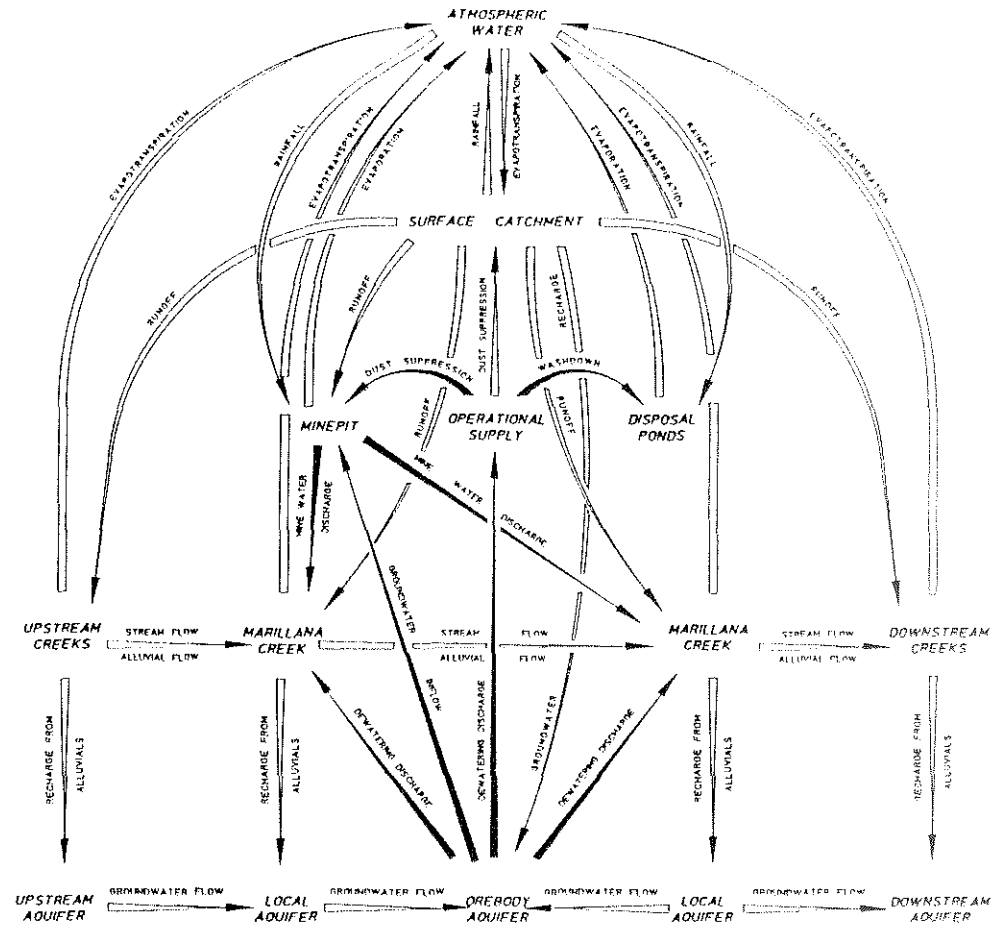 ATMOSPHERIC
WATER
EVAPOTRANSPIRATION
RAINFALL
EVAPOTRANSPIRATION
EVAPORATION
RAINFALL
EVAPOTRANSPIRATION
EVAPORATION
EVAPOTRANSPIRATION
RAINFALL
EVAPOTRANSPIRATION
SURFACE CATCHMENT
RUNOFF
RUNOFF
DUST SUPPRESSION
RECHARGE
RUNOFF
DUST SUPPRESSION
WASHDOWN
MINEPIT
OPERATIONAL
SUPPLY
DISPOSAL
PONDS
RUNOFF
RUNOFF
MINE WATER
DISCHARGE
MINE WATER DISCHARGE
GROUNDWATER INFLOW
UPSTREAM
CREEKS
STREAM FLOW
ALLUVIAL FLOW
MARILLANA
CREEK
STREAM FLOW
ALLUVIAL FLOW
MARILLANA
CREEK
STREAM FLOW
ALLUVIAL FLOW
DOWNSTREAM
CREEKS
RECHARGE FROM
ALLUVIALS
RECHARGE FROM
ALLUVIALS
DEWATERING DISCHARGE
DEWATERING DISCHARGE
GROUNDWATER
DEWATERING DISCHARGE
RECHARGE FROM
ALLUVIALS
RECHARGE FROM
ALLUVIALS
UPSTREAM
AQUIFER
GROUNDWATER FLOW
LOCAL
AQUIFER
GROUNDWATER FLOW
OREBODY
AQUIFER
GROUNDWATER FLOW
LOCAL
AQUIFER
GROUNDWATER FLOW
DOWNSTREAM
AQUIFER